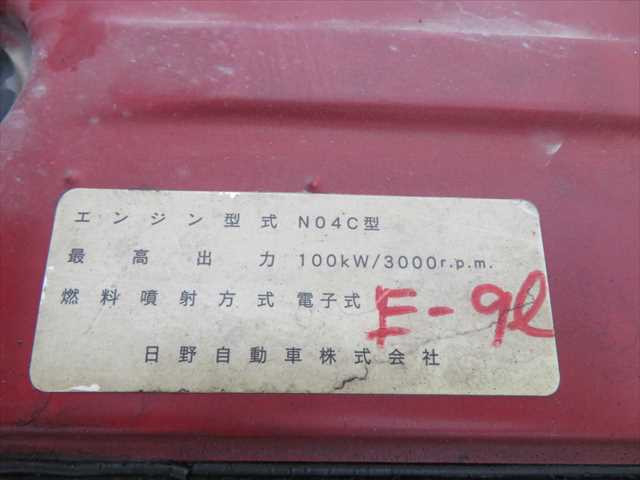 エンジン型式 N04C型
最高出力 100kW/3000r.p.m.
燃料噴射方式 電子式
E-9l
日野自動車株式会社